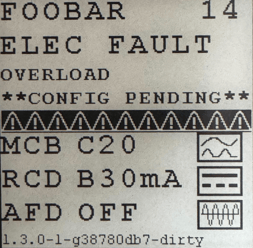 FOOBAR 14
ELEC FAULT
OVERLOAD
**CONFIG PENDING**
MCB C20
RCD B30mA
AFD OFF
1.3.0-1-g38780db7-dirty